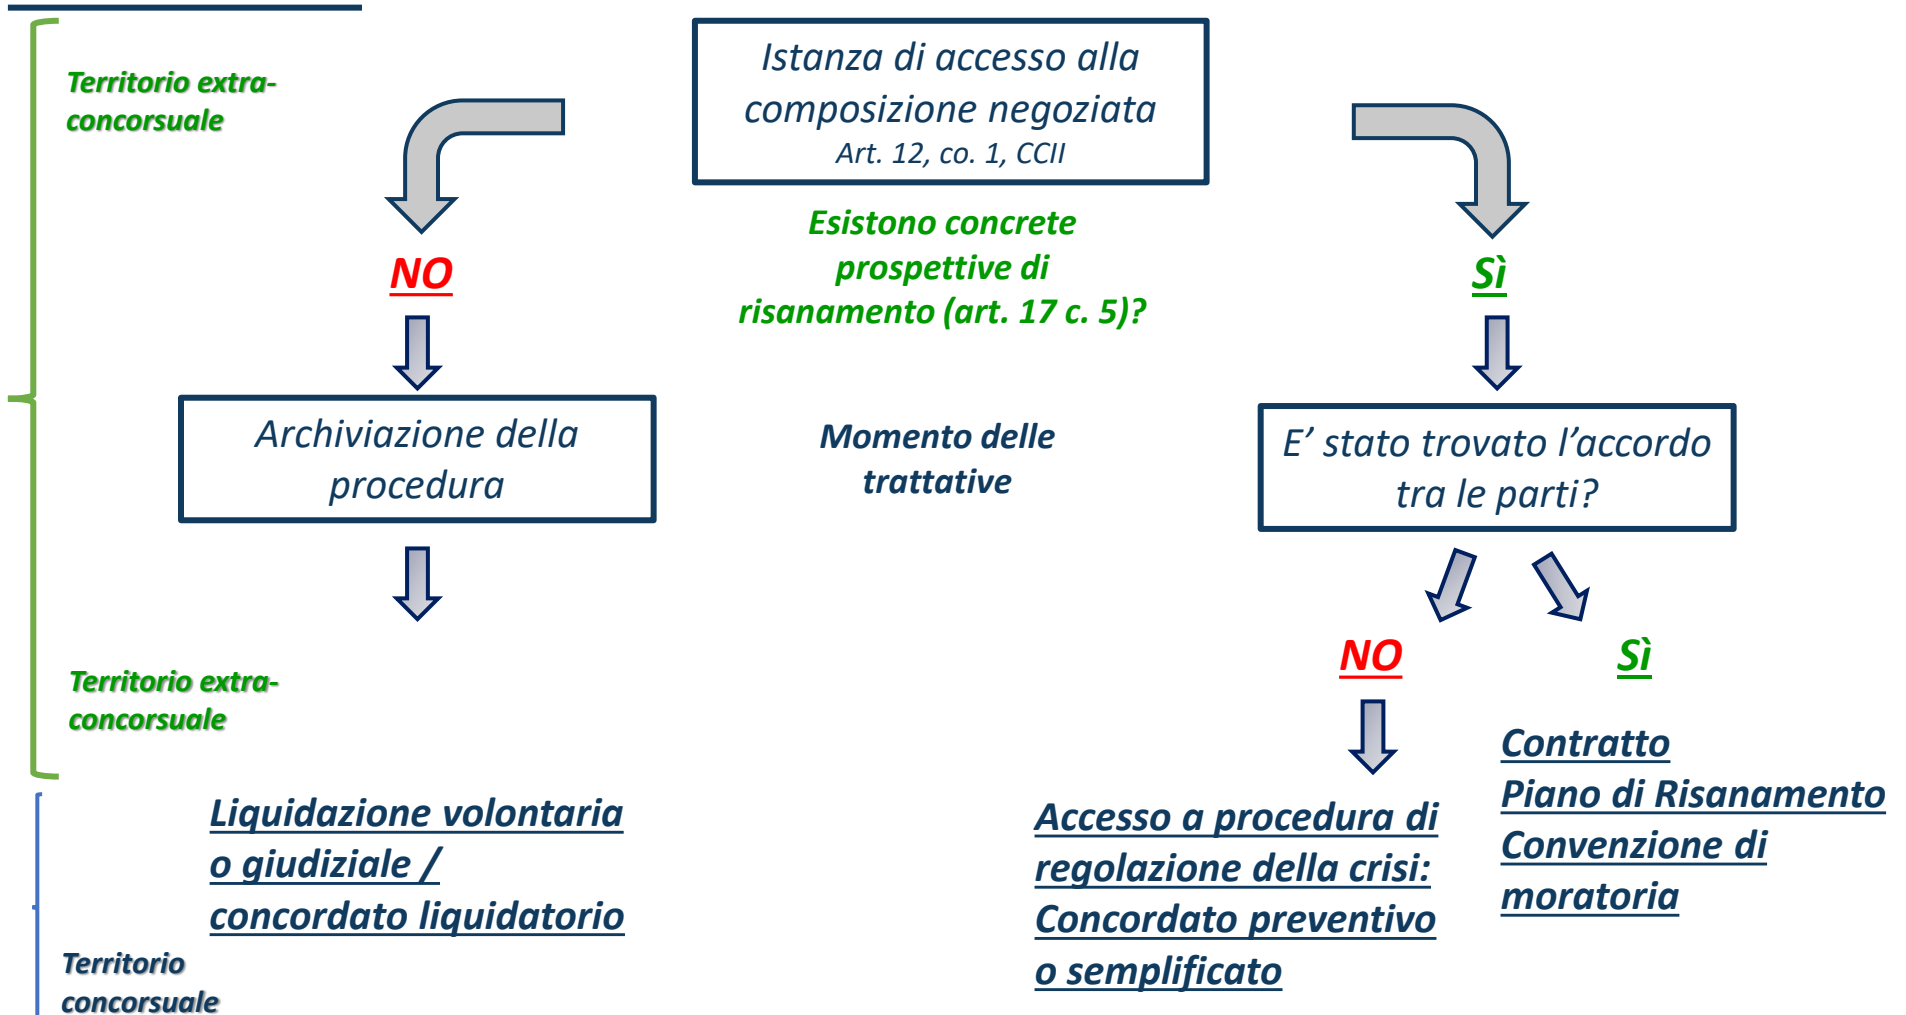 Territorio extra-
concorsuale
Istanza di accesso alla
composizione negoziata
Art. 12, co. 1, CCII
Esistono concrete
prospettive di
risanamento (art. 17 c. 5)?
NO
Sì
Archiviazione della
procedura
Momento delle
trattative
E' stato trovato l'accordo
tra le parti?
NO
Sì
Territorio extra-
concorsuale
Liquidazione volontaria
o giudiziale /
concordato liquidatorio
Accesso a procedura di
regolazione della crisi:
Concordato preventivo
o semplificato
Contratto
Piano di Risanamento
Convenzione di
moratoria
Territorio
concorsuale